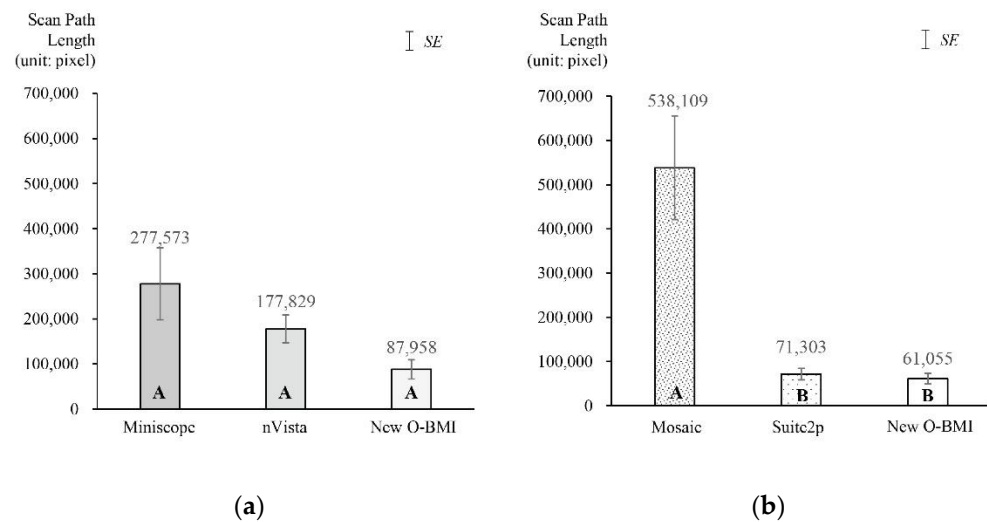 Scan Path
Length
(unit: pixel)
SE
700,000
600,000
500,000
400,000
300,000
200,000
100,000
0
277,573
177,829
87,958
A
A
A
Miniscope
nVista
New O-BMI
(a)
Scan Path
Length
(unit: pixel)
SE
700,000
600,000
500,000
400,000
300,000
200,000
100,000
0
538,109
71,303
61,055
A
B
B
Mosaic
Suite2p
New O-BMI
(b)